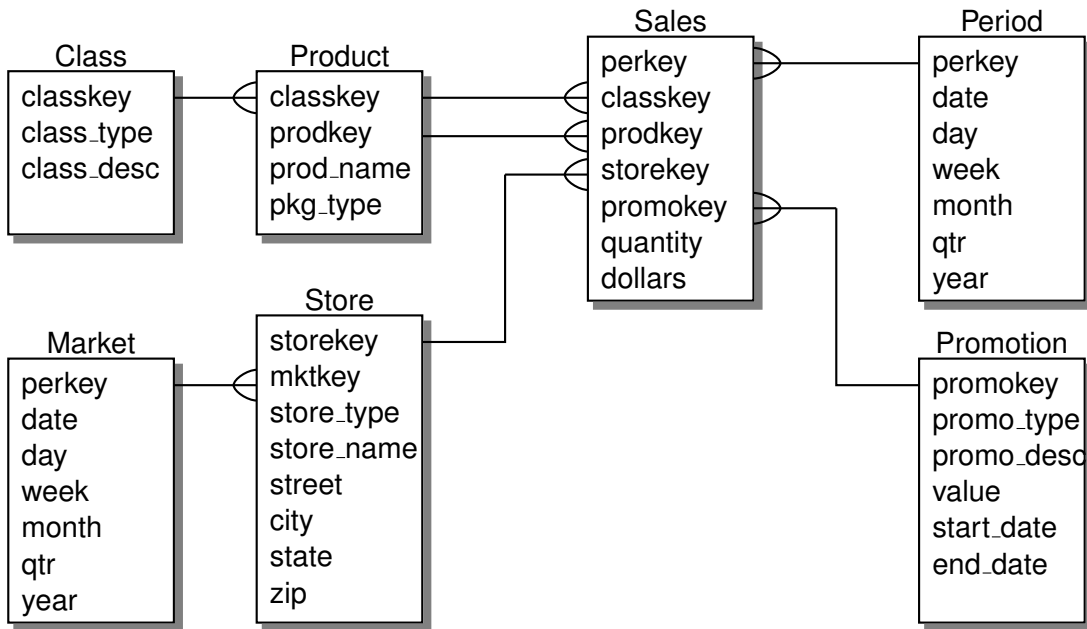 Class
classkey
class_type
class_desc
Product
classkey
prodkey
prod_name
pkg_type
Sales
perkey
classkey
prodkey
storekey
promokey
quantity
dollars
Period
perkey
date
day
week
month
qtr
year
Market
perkey
date
day
week
month
qtr
year
Store
storekey
mktkey
store_type
store_name
street
city
state
zip
Promotion
promokey
promo_type
promo_desc
value
start_date
end_date